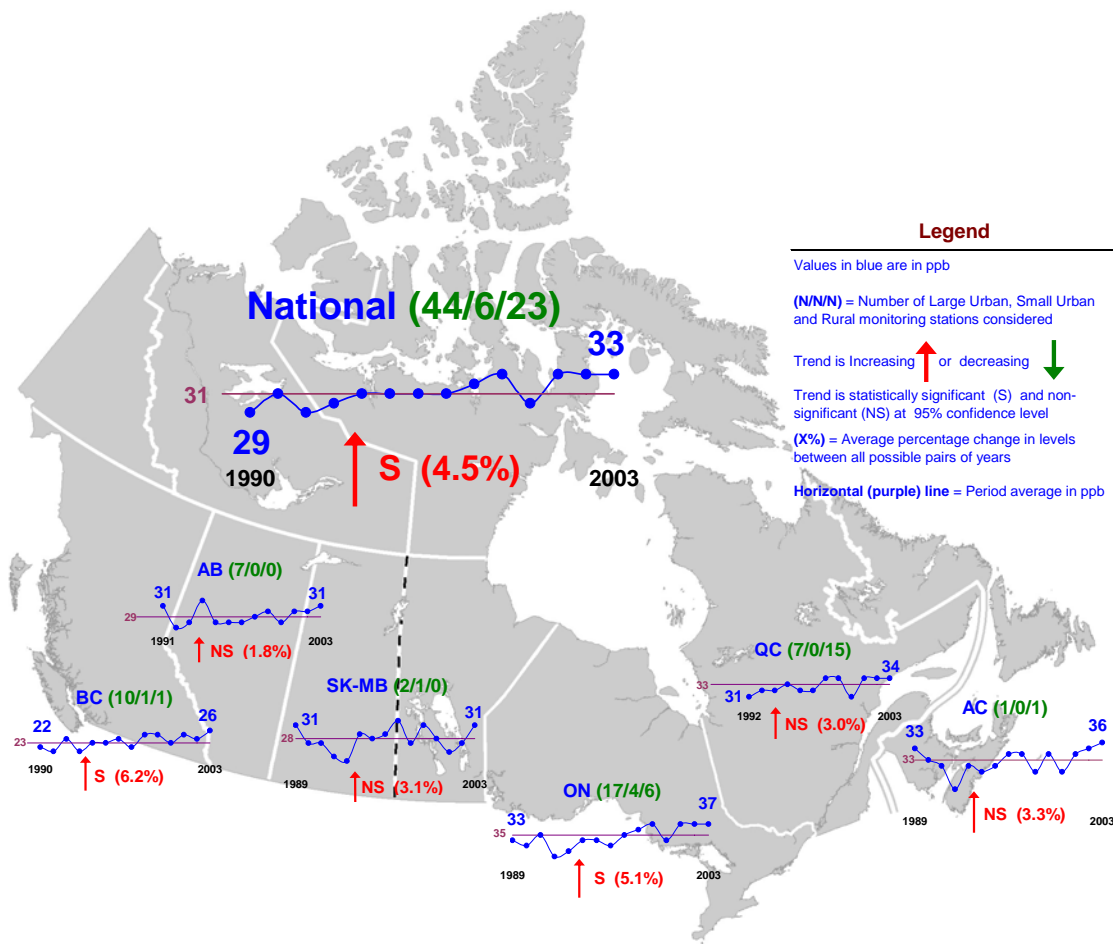 Legend
Values in blue are in ppb
(N/N/N) = Number of Large Urban, Small Urban
and Rural monitoring stations considered
Trend is Increasing or decreasing
Trend is statistically significant (S) and non-
significant (NS) at 95% confidence level
(X%) = Average percentage change in levels
between all possible pairs of years
Horizontal (purple) line = Period average in ppb
National (44/6/23)
33
31
29
1990
S (4.5%)
2003
AB (7/0/0)
31
31
29
1991
2003
NS (1.8%)
BC (10/1/1)
22
26
23
1990
2003
S (6.2%)
SK-MB (2/1/0)
31
31
28
1989
2003
NS (3.1%)
ON (17/4/6)
33
37
35
1989
2003
S (5.1%)
QC (7/0/15)
34
33
31
1992
2003
NS (3.0%)
AC (1/0/1)
33
36
33
1989
2003
NS (3.3%)